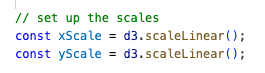 // set up the scales
const xScale = d3.scaleLinear();
const yScale = d3.scaleLinear();